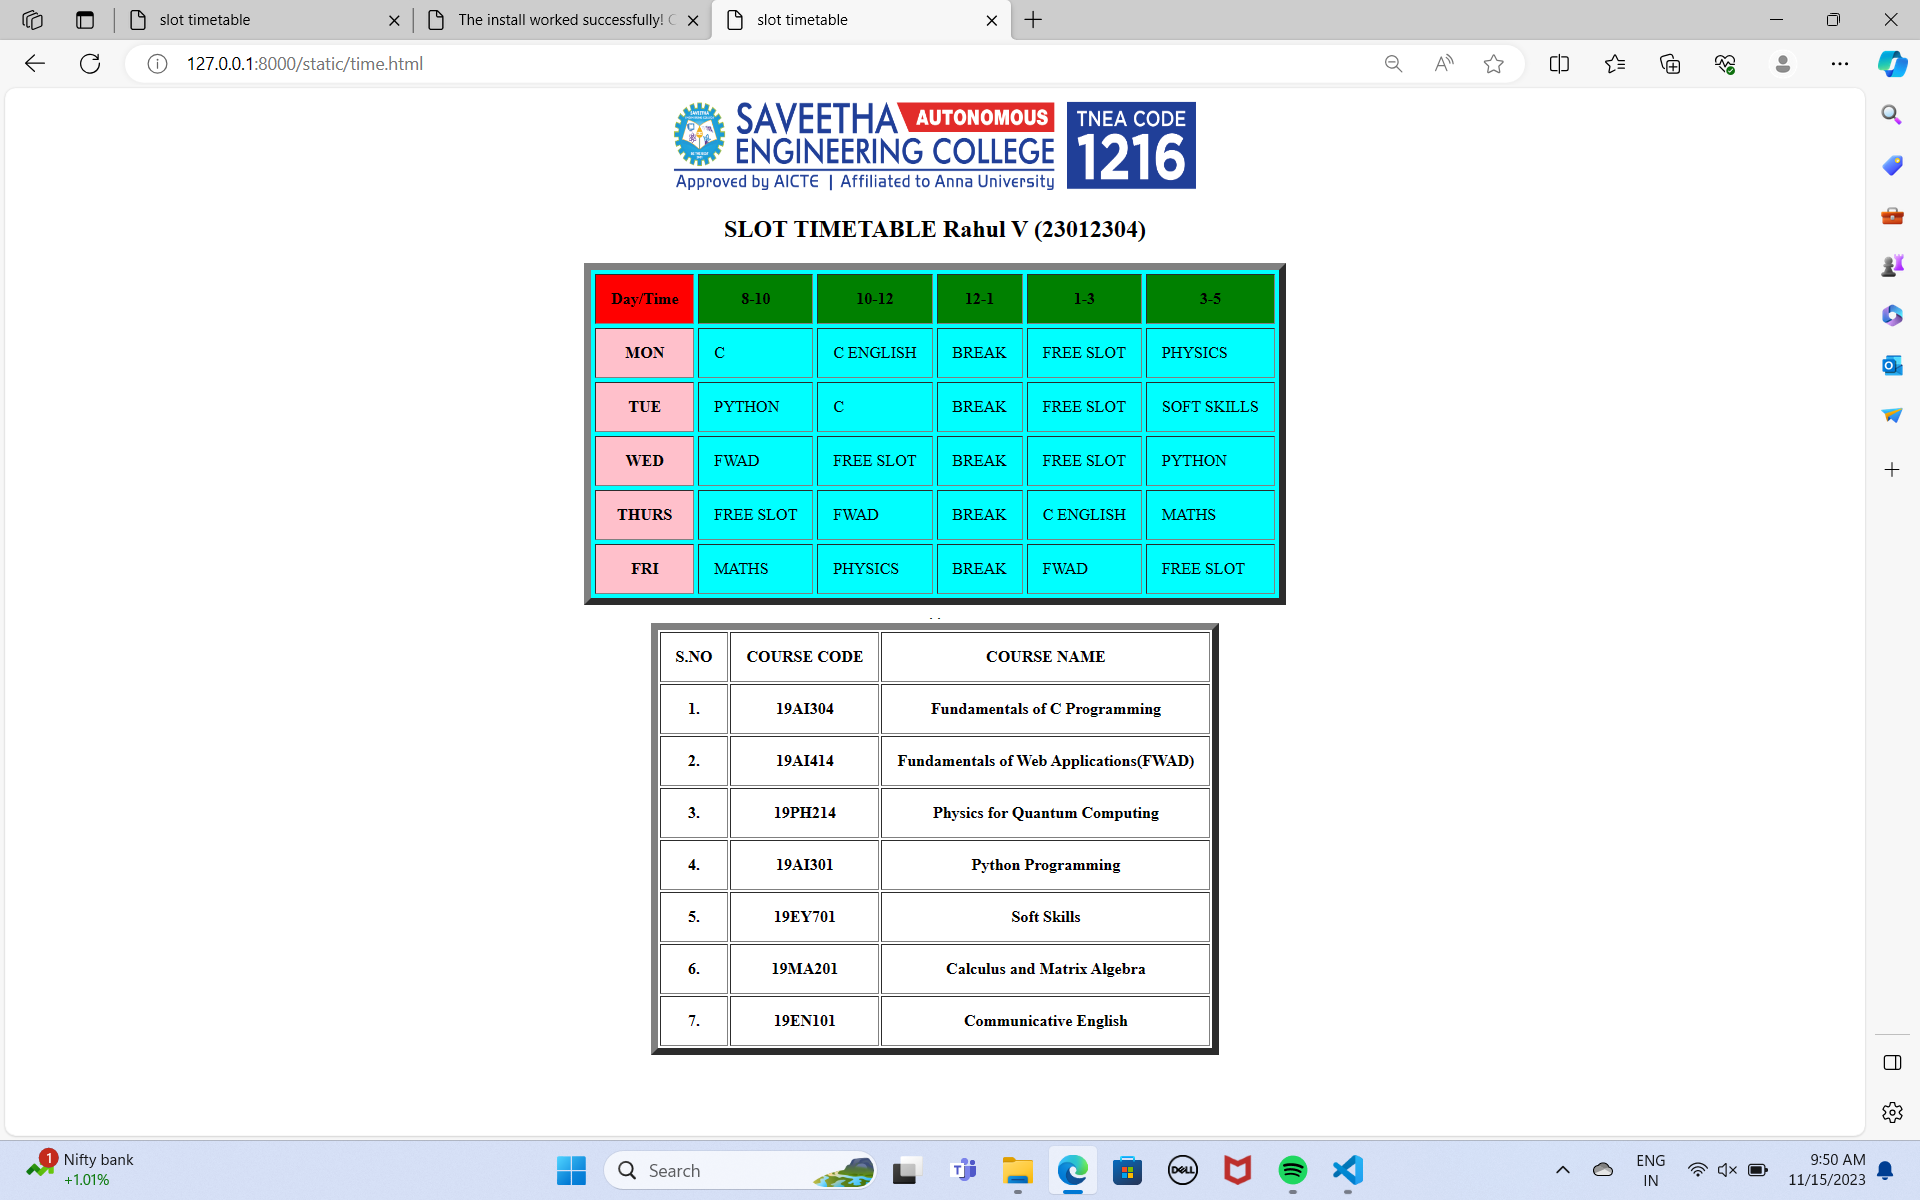 slot timetable
The install worked successfully! C
slot timetable
127.0.0.1:8000/static/time.html
SAVEETHA AUTONOMOUS
ENGINEERING COLLEGE
Approved by AICTE | Affiliated to Anna University
TNEA CODE
1216
SLOT TIMETABLE Rahul V (23012304)
Day/Time 8-10 10-12 12-1 1-3 3-5
MON C C ENGLISH BREAK FREE SLOT PHYSICS
TUE PYTHON C BREAK FREE SLOT SOFT SKILLS
WED FWAD FREE SLOT BREAK FREE SLOT PYTHON
THURS FREE SLOT FWAD BREAK C ENGLISH MATHS
FRI MATHS PHYSICS BREAK FWAD FREE SLOT
. .
S.NO COURSE CODE COURSE NAME
1. 19AI304 Fundamentals of C Programming
2. 19AI414 Fundamentals of Web Applications(FWAD)
3. 19PH214 Physics for Quantum Computing
4. 19AI301 Python Programming
5. 19EY701 Soft Skills
6. 19MA201 Calculus and Matrix Algebra
7. 19EN101 Communicative English
1
Nifty bank
+1.01%
Search
DELL
ENG
IN
9:50 AM
11/15/2023